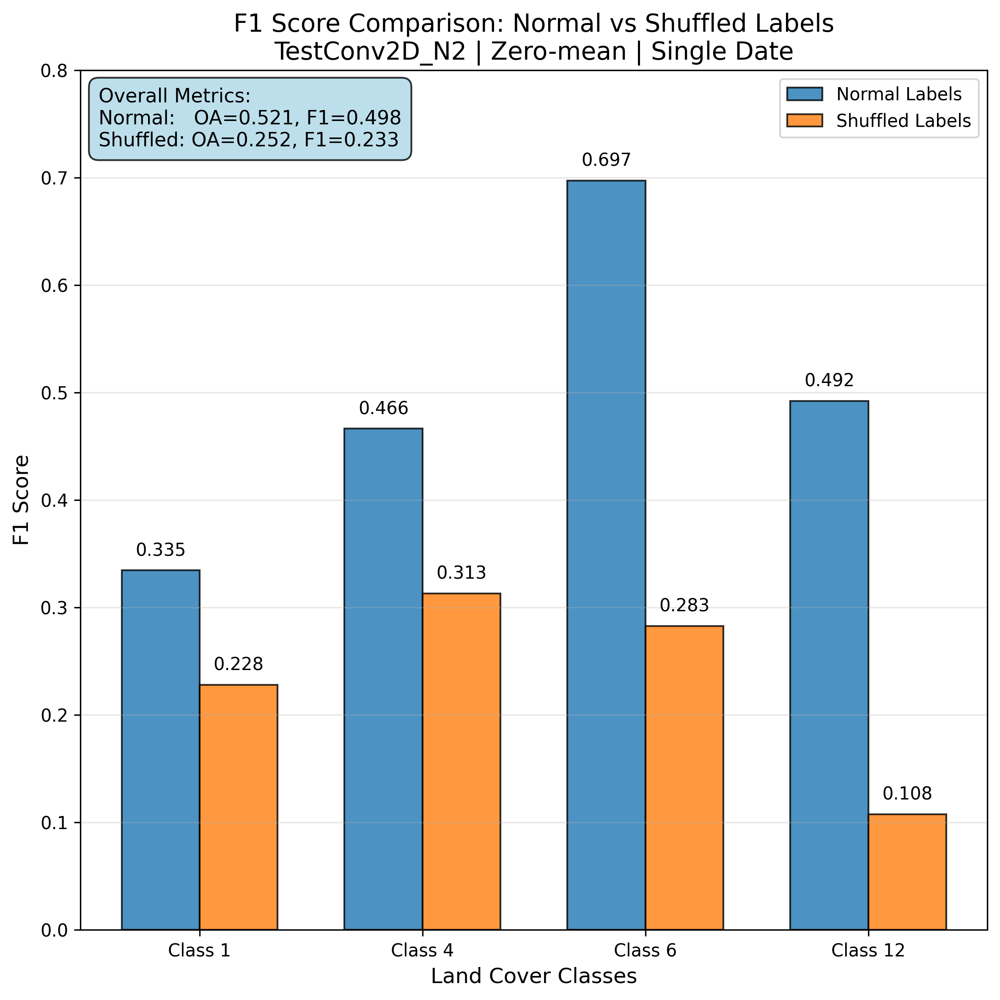 F1 Score Comparison: Normal vs Shuffled Labels
TestConv2D_N2 | Zero-mean | Single Date
Overall Metrics:
Normal:   OA=0.521, F1=0.498
Shuffled: OA=0.252, F1=0.233
Normal Labels
Shuffled Labels
F1 Score
0.8
0.7
0.6
0.5
0.4
0.3
0.2
0.1
0.0
0.335
0.228
0.466
0.313
0.697
0.283
0.492
0.108
Class 1
Class 4
Class 6
Class 12
Land Cover Classes